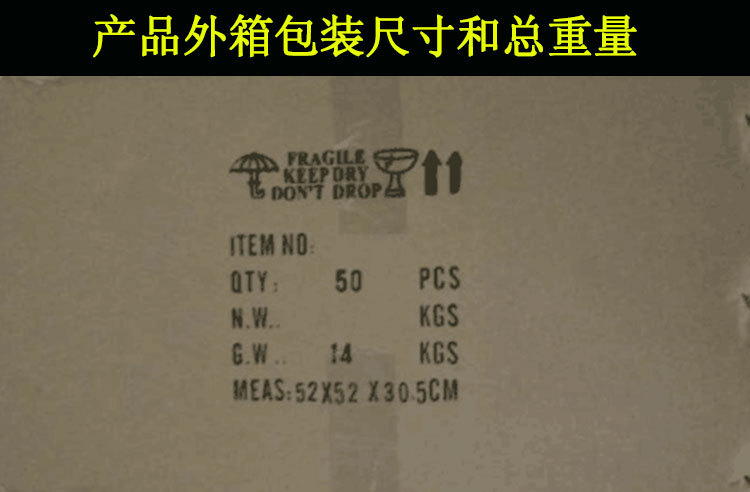 产品外箱包装尺寸和总重量
FRAGILE
KEEP DRY
DON'T DROP
ITEM NO:
QTY: 50 PCS
N.W.. KGS
G.W.. 14 KGS
MEAS:52X52 X30.5CM